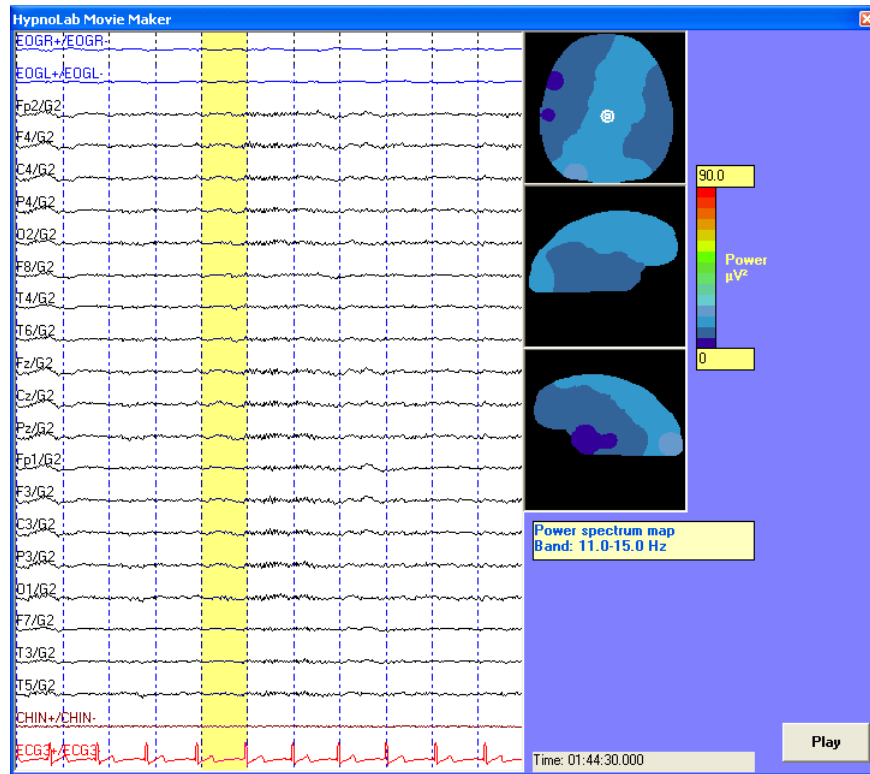 HypnoLab Movie Maker
EOGR+/EOGR-
EOGL+/EOGL-
Fp2/G2
F4/G2
C4/G2
P4/G2
O2/G2
F8/G2
T4/G2
T6/G2
Fz/G2
Cz/G2
Pz/G2
Fp1/G2
F3/G2
C3/G2
P3/G2
O1/G2
F7/G2
T3/G2
T5/G2
CHIN+/CHIN-
ECG3+/ECG3
90.0
Power
µV²
0
Power spectrum map
Band: 11.0-15.0 Hz
Time: 01:44:30.000
Play